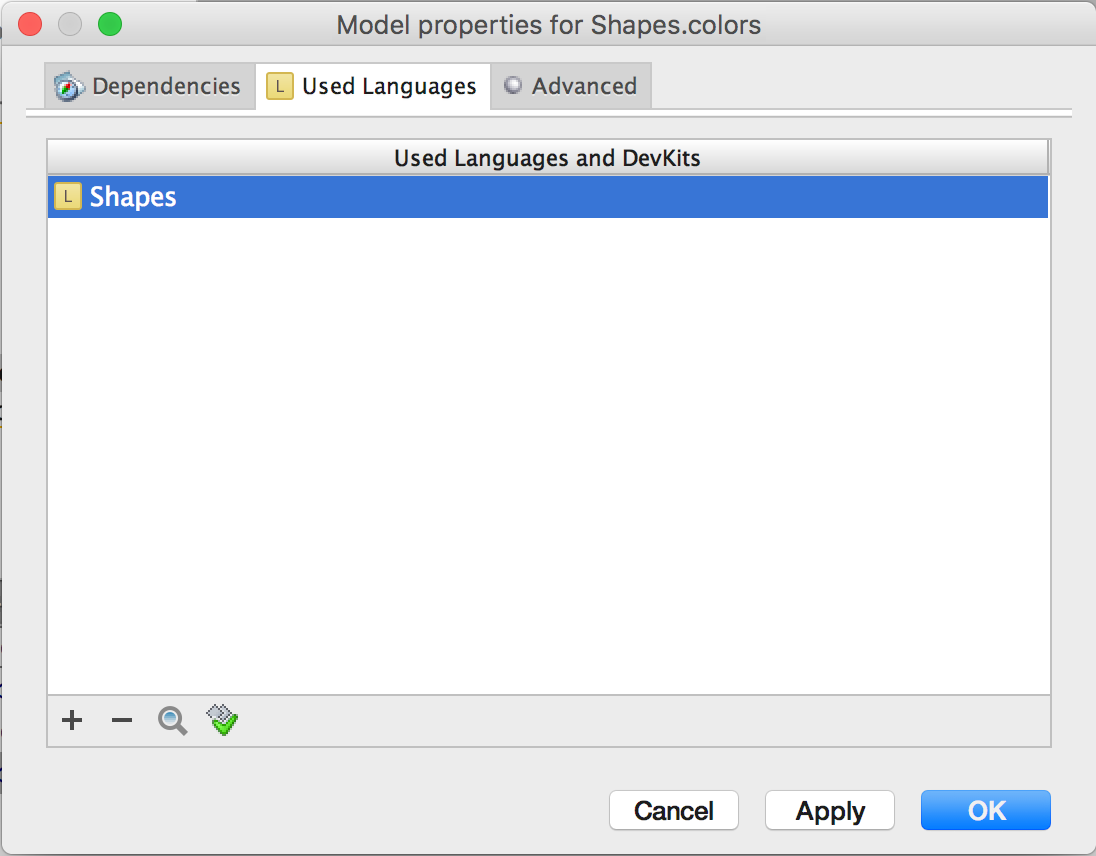 Model properties for Shapes.colors
Dependencies
L Used Languages
Advanced
Used Languages and DevKits
L Shapes
Cancel Apply OK